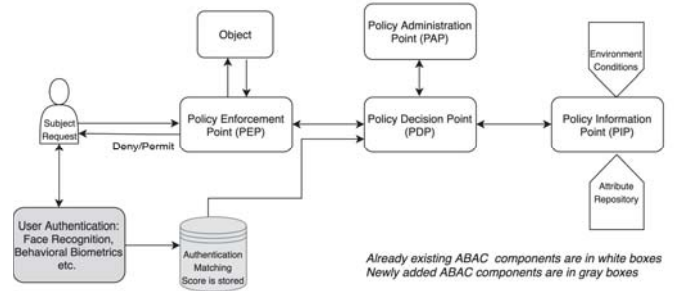 Object
Policy Administration
Point (PAP)
Environment
Conditions
Subject
Request
Policy Enforcement
Point (PEP)
Policy Decision Point
(PDP)
Policy Information
Point (PIP)
Deny/Permit
Attribute
Repository
User Authentication:
Face Recognition,
Behavioral Biometrics
etc.
Authentication
Matching
Score is stored
Already existing ABAC components are in white boxes
Newly added ABAC components are in gray boxes